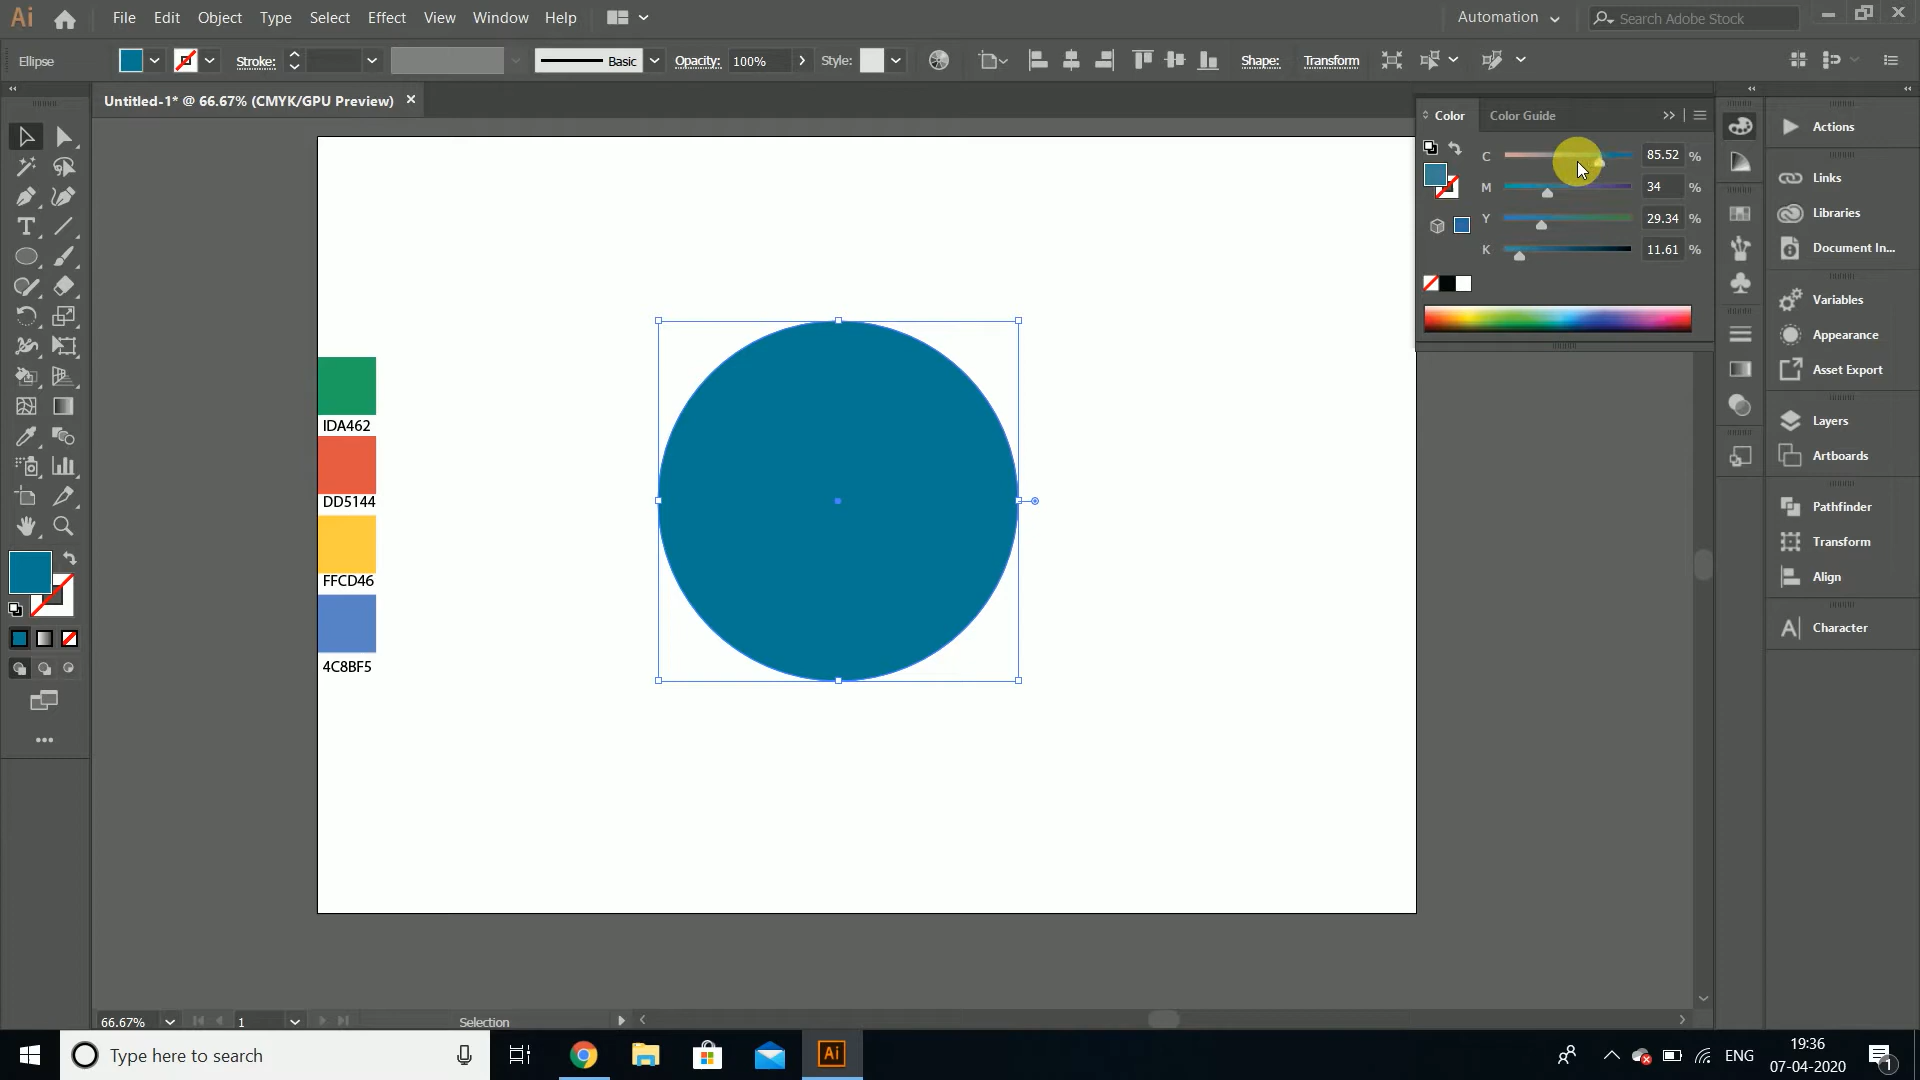 Ai File Edit Object Type Select Effect View Window Help Automation Search Adobe Stock
Ellipse Stroke: Basic Opacity: 100% Style: Shape: Transform
Untitled-1* @ 66.67% (CMYK/GPU Preview) ×
Color Color Guide
C 85.52 %
M 34 %
Y 29.34 %
K 11.61 %
Actions
Links
Libraries
Document In...
Variables
Appearance
Asset Export
Layers
Artboards
Pathfinder
Transform
Align
Character
IDA462
DD5144
FFCD46
4C8BF5
66.67% 1 Selection
Type here to search
Ai
ENG
19:36
07-04-2020
1